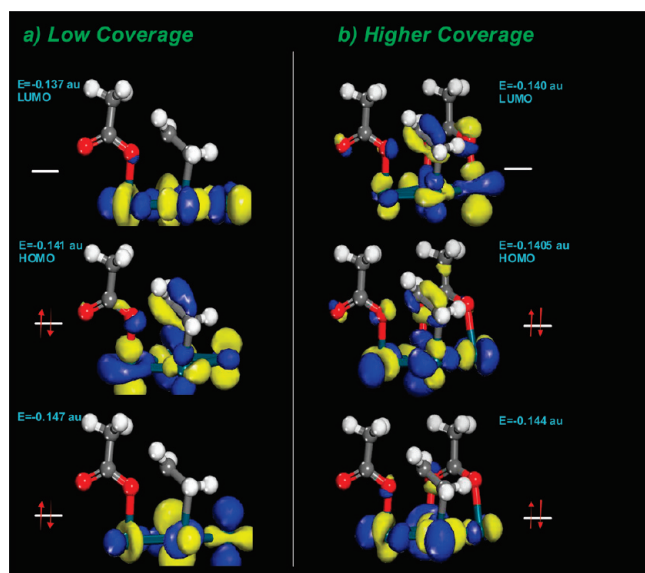 a) Low Coverage
E=-0.137 au
LUMO
E=-0.141 au
HOMO
E=-0.147 au
b) Higher Coverage
E=-0.140 au
LUMO
E=-0.1405 au
HOMO
E=-0.144 au